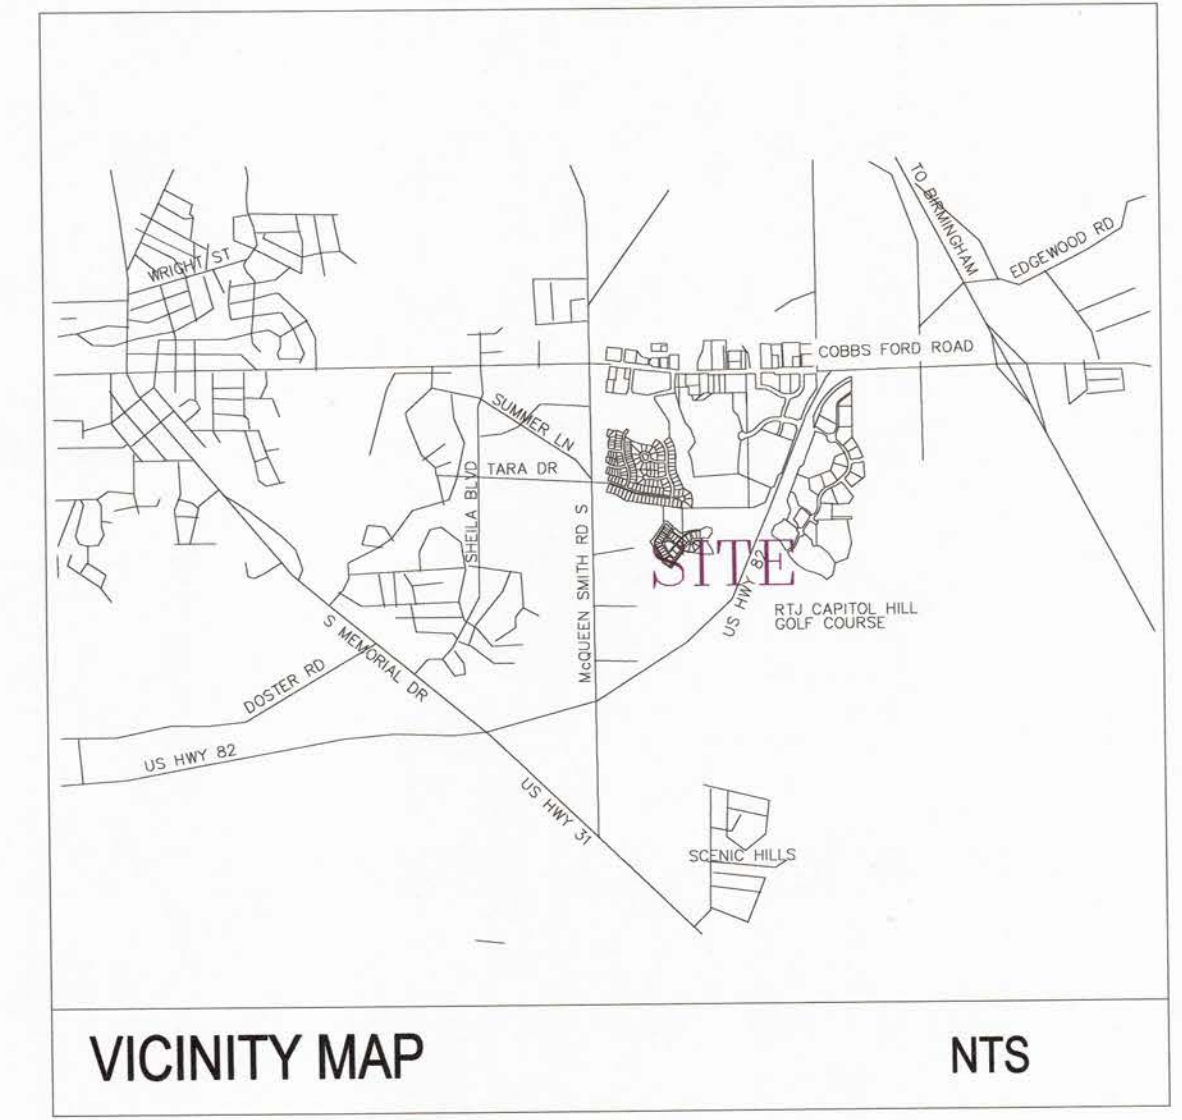 TO BIRMINGHAM
EDGEWOOD RD
WRIGHT ST
COBBS FORD ROAD
SUMMER LN
TARA DR
SHEILA BLVD
McQUEEN SMITH RD S
SITE
US HWY 82
RTJ CAPITOL HILL
GOLF COURSE
S MEMORIAL DR
DOSTER RD
US HWY 82
US HWY 31
SCENIC HILLS
VICINITY MAP
NTS